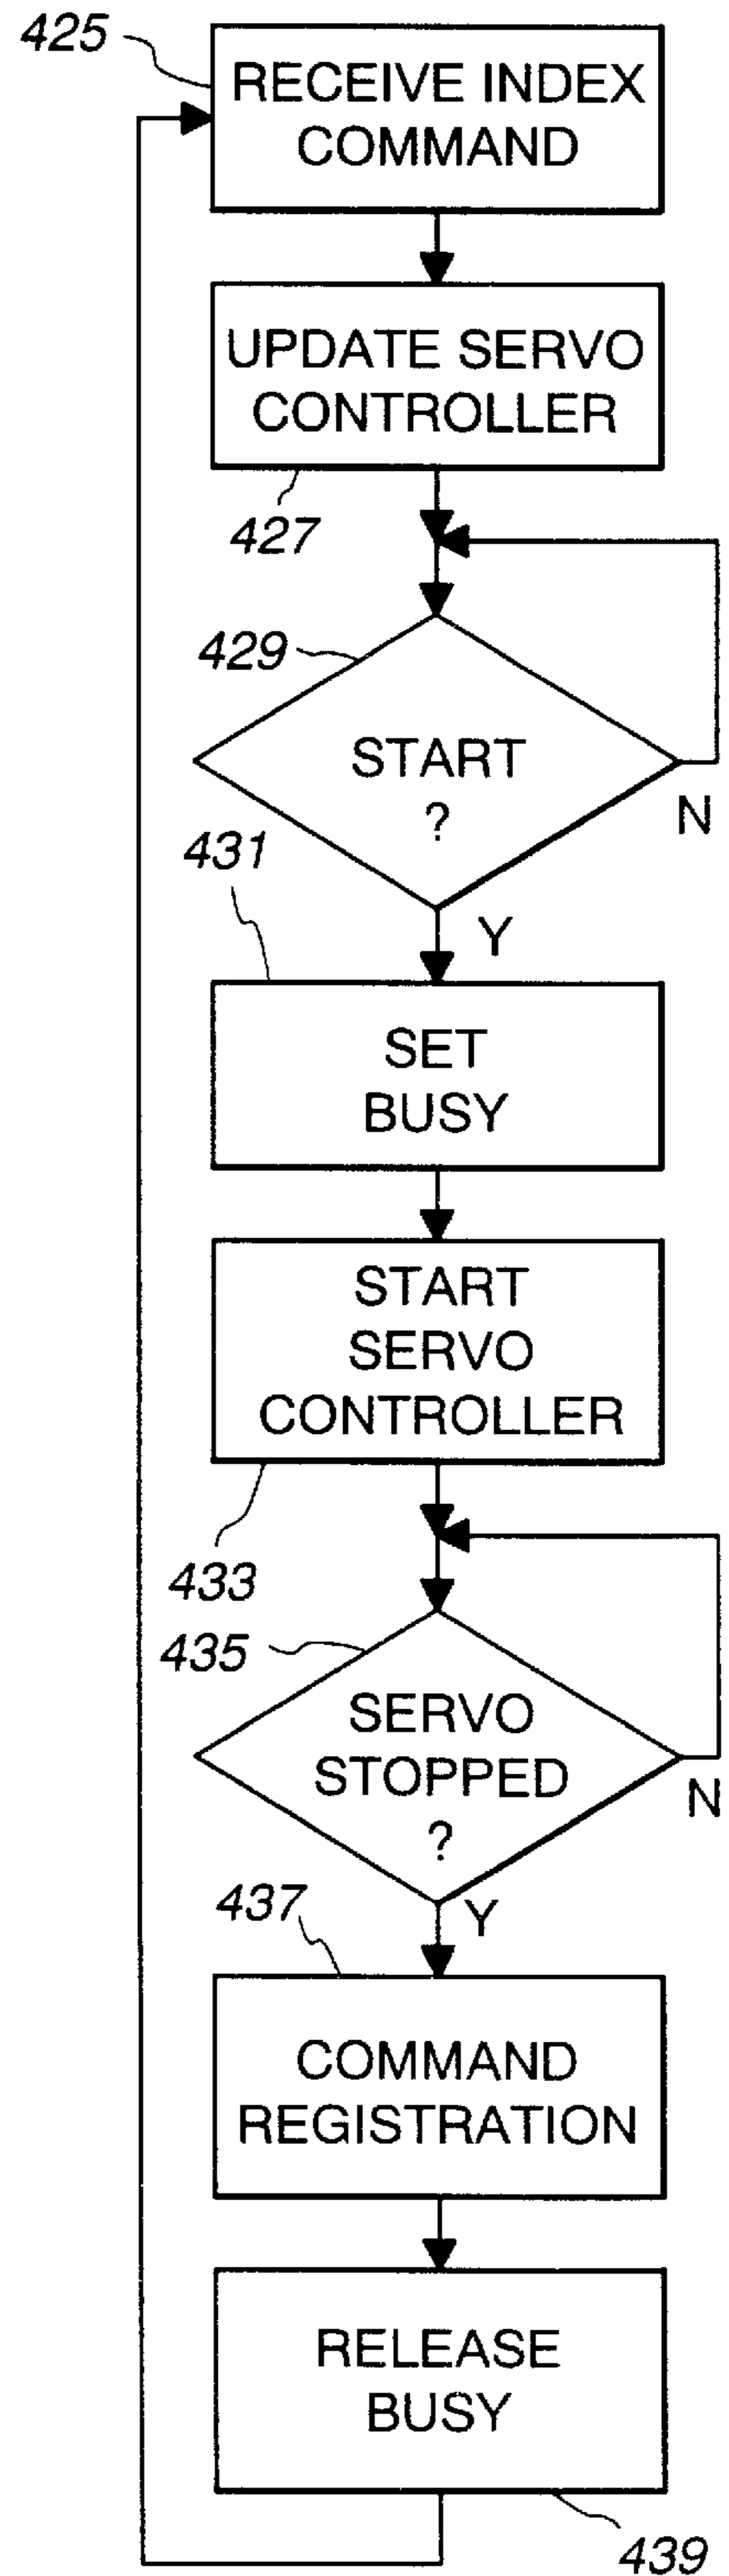 425
RECEIVE INDEX
COMMAND
UPDATE SERVO
CONTROLLER
427
429
START
?
N
431
Y
SET
BUSY
START
SERVO
CONTROLLER
433
435
SERVO
STOPPED
?
N
437
Y
COMMAND
REGISTRATION
RELEASE
BUSY
439